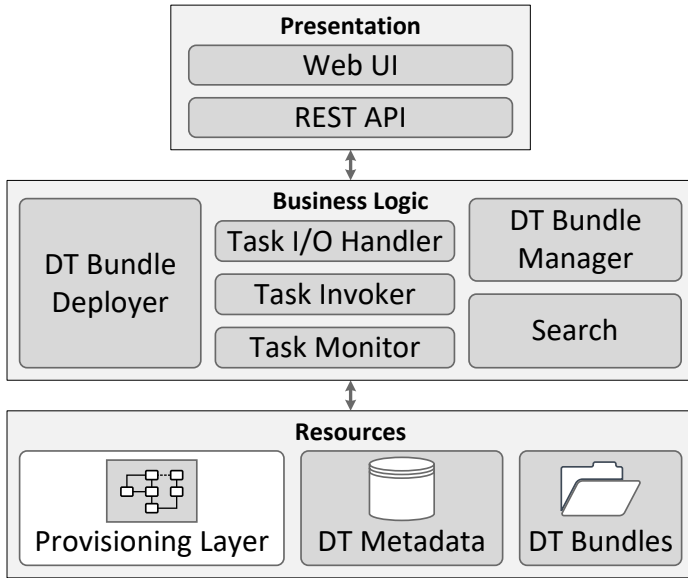 Presentation
Web UI
REST API
Business Logic
DT Bundle
Deployer
Task I/O Handler
Task Invoker
Task Monitor
DT Bundle
Manager
Search
Resources
Provisioning Layer
DT Metadata
DT Bundles